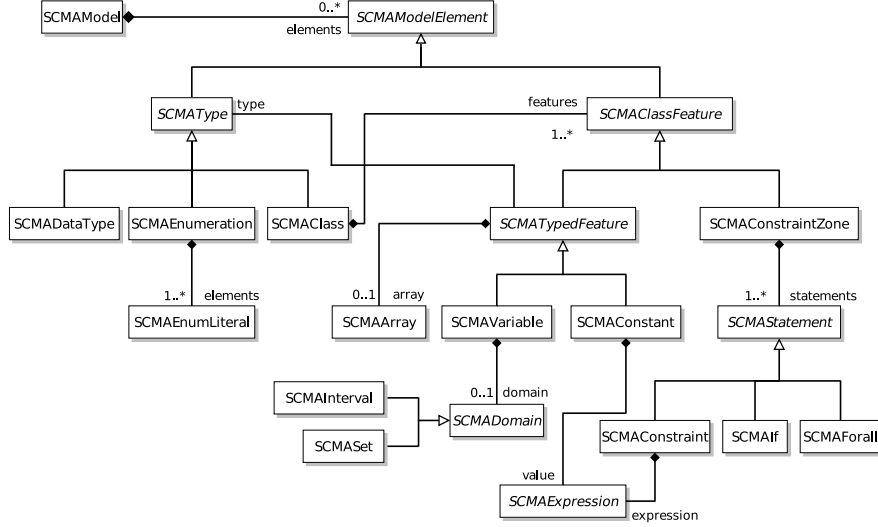 SCMAModel
0..*
SCMAModelElement
elements
SCMAType
type
features
SCMAClassFeature
1..*
SCMADataType
SCMAEnumeration
SCMAClass
SCMATypedFeature
SCMAConstraintZone
1..*
elements
0..1
array
1..*
statements
SCMAEnumLiteral
SCMAArray
SCMAVariable
SCMAConstant
SCMAStatement
SCMAInterval
0..1
domain
SCMADomain
SCMASet
SCMAConstraint
SCMAIf
SCMAForall
value
SCMAExpression
expression